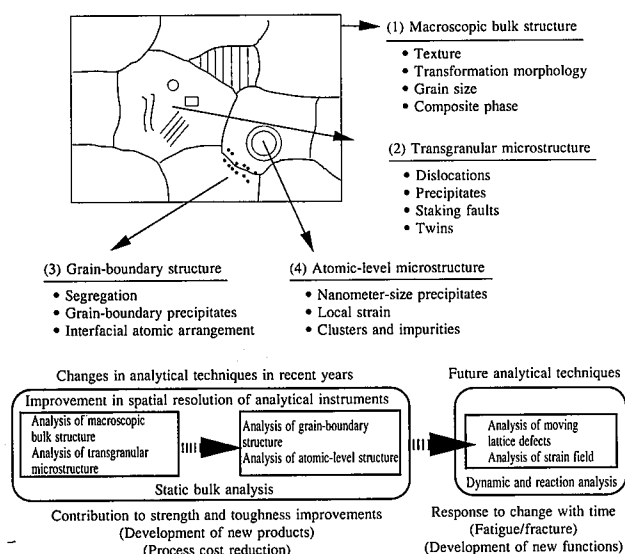 (1) Macroscopic bulk structure
• Texture
• Transformation morphology
• Grain size
• Composite phase
(2) Transgranular microstructure
• Dislocations
• Precipitates
• Staking faults
• Twins
(3) Grain-boundary structure
• Segregation
• Grain-boundary precipitates
• Interfacial atomic arrangement
(4) Atomic-level microstructure
• Nanometer-size precipitates
• Local strain
• Clusters and impurities
Changes in analytical techniques in recent years
Improvement in spatial resolution of analytical instruments
Analysis of macroscopic
bulk structure
Analysis of transgranular
microstructure
Analysis of grain-boundary
structure
Analysis of atomic-level structure
Static bulk analysis
Contribution to strength and toughness improvements
(Development of new products)
(Process cost reduction)
Future analytical techniques
Analysis of moving
lattice defects
Analysis of strain field
Dynamic and reaction analysis
Response to change with time
(Fatigue/fracture)
(Development of new functions)